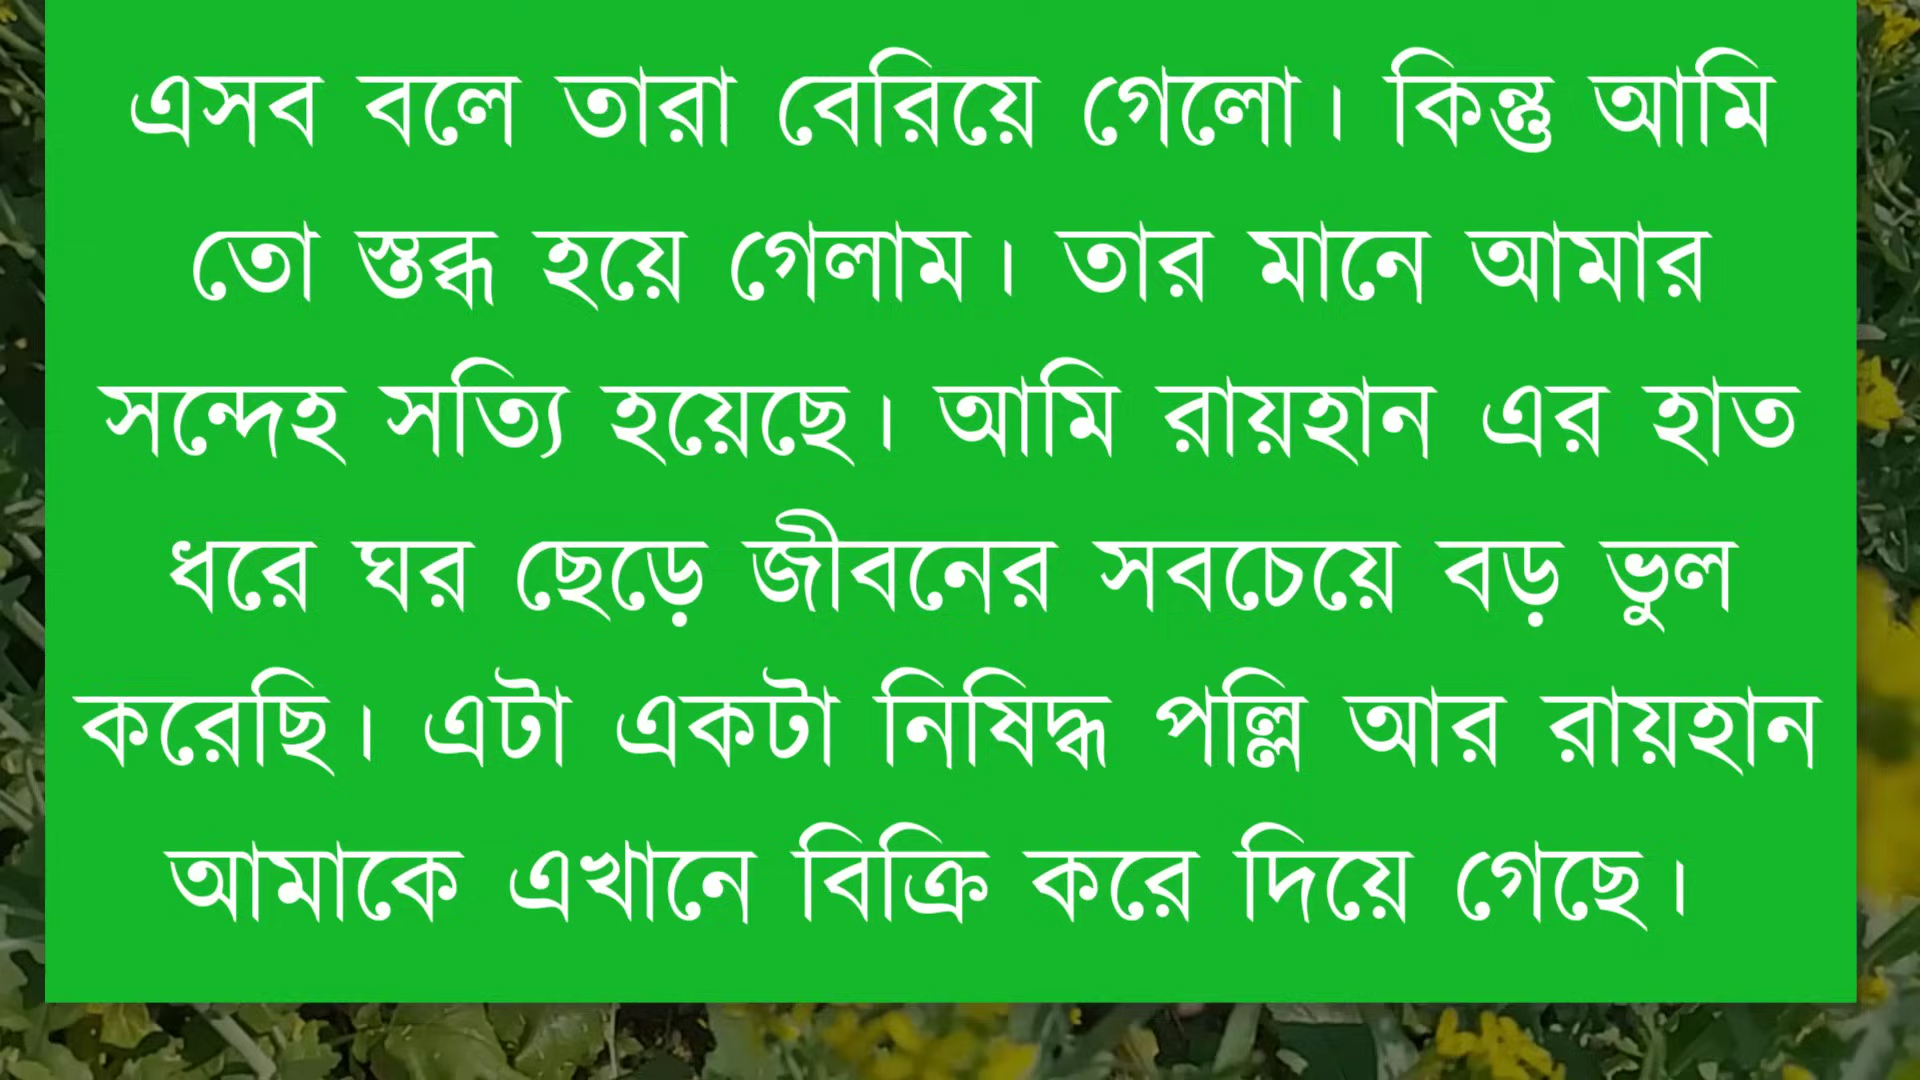 এসব বলে তারা বেরিয়ে গেলো। কিন্তু আমি
তো স্তব্ধ হয়ে গেলাম। তার মানে আমার
সন্দেহ সত্যি হয়েছে। আমি রায়হান এর হাত
ধরে ঘর ছেড়ে জীবনের সবচেয়ে বড় ভুল
করেছি। এটা একটা নিষিদ্ধ পল্লি আর রায়হান
আমাকে এখানে বিক্রি করে দিয়ে গেছে।